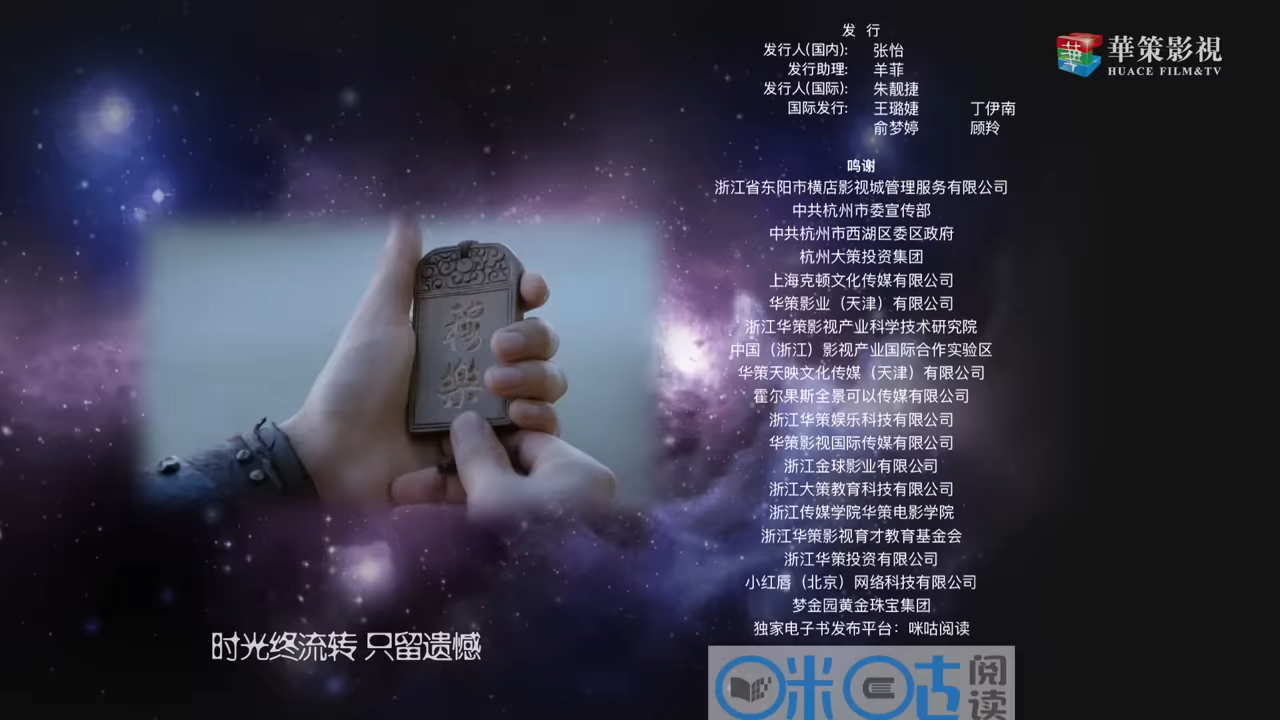 发 行
发行人(国内): 张怡
发行助理: 羊菲
发行人(国际): 朱靓捷
国际发行: 王璐婕 丁伊南
俞梦婷 顾羚
鸣谢
浙江省东阳市横店影视城管理服务有限公司
中共杭州市委宣传部
中共杭州市西湖区委区政府
杭州大策投资集团
上海克顿文化传媒有限公司
华策影业（天津）有限公司
浙江华策影视产业科学技术研究院
中国（浙江）影视产业国际合作实验区
华策天映文化传媒（天津）有限公司
霍尔果斯全景可以传媒有限公司
浙江华策娱乐科技有限公司
华策影视国际传媒有限公司
浙江金球影业有限公司
浙江大策教育科技有限公司
浙江传媒学院华策电影学院
浙江华策影视育才教育基金会
浙江华策投资有限公司
小红唇（北京）网络科技有限公司
梦金园黄金珠宝集团
独家电子书发布平台：咪咕阅读
咪咕阅读
華策影視
HUACE FILM&TV
華
時光终流转 只留遗憾